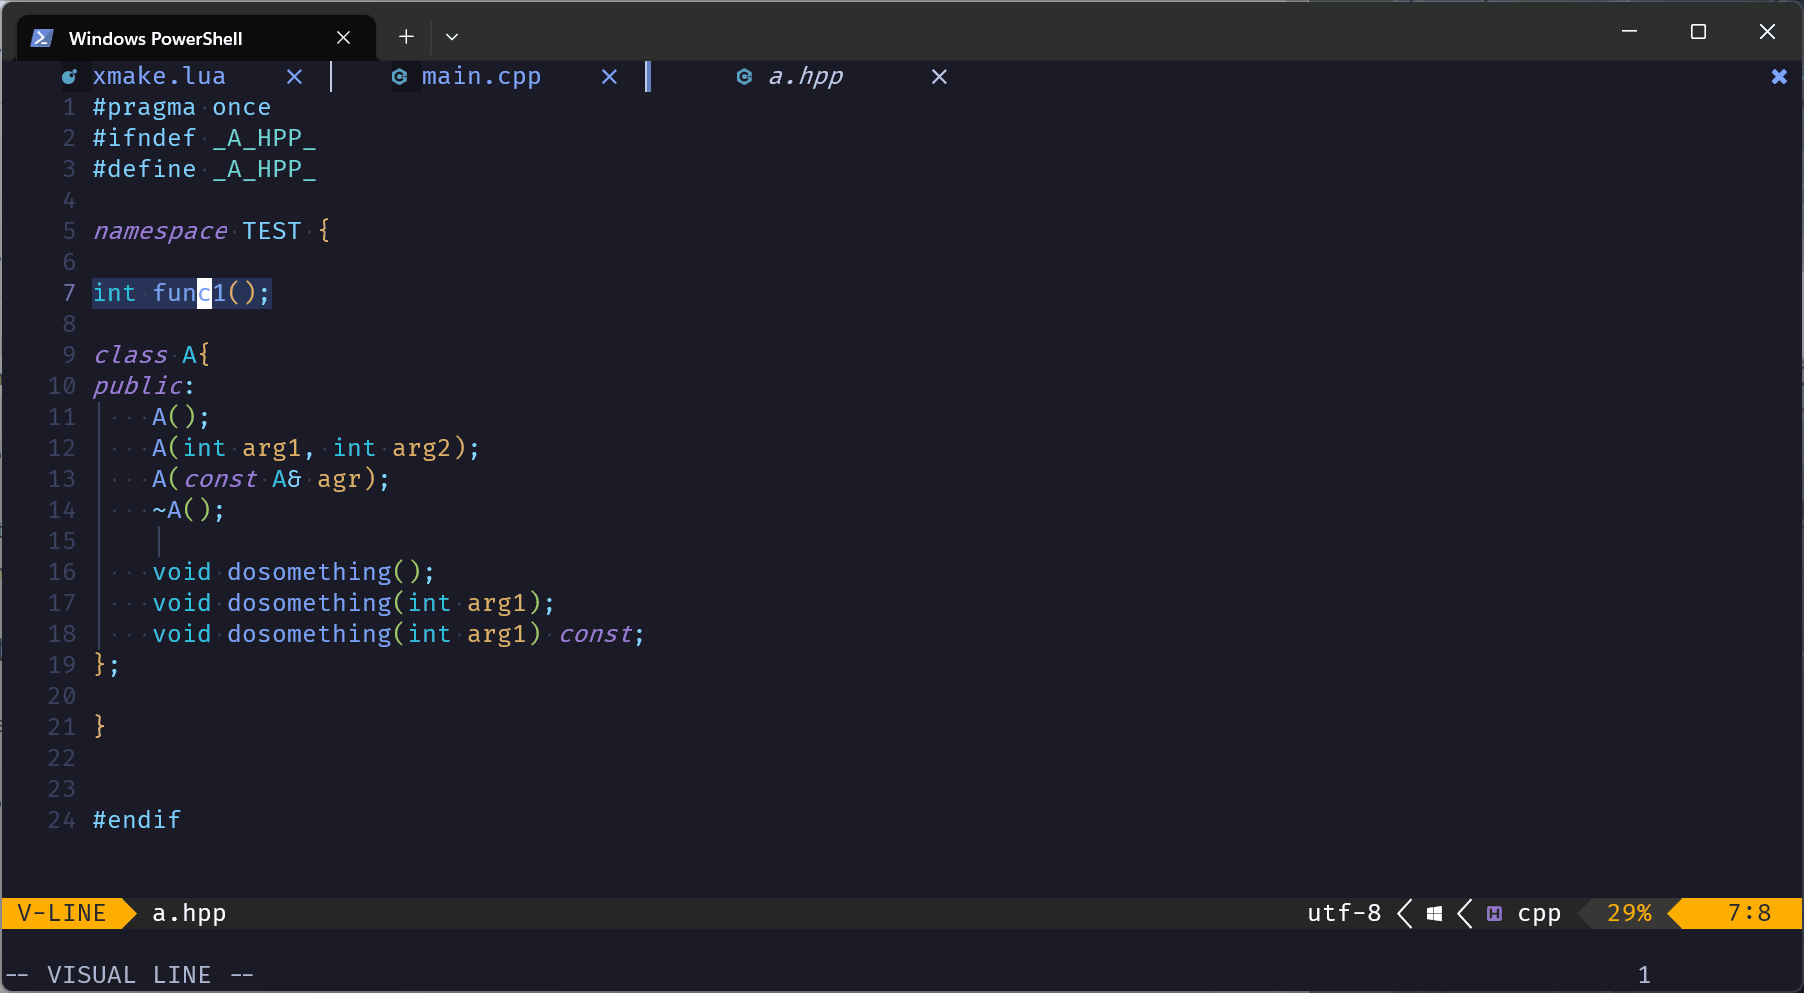 Windows PowerShell
xmake.lua main.cpp a.hpp
1 #pragma once
2 #ifndef _A_HPP_
3 #define _A_HPP_
4
5 namespace TEST {
6
7 int func1();
8
9 class A{
10 public:
11 A();
12 A(int arg1, int arg2);
13 A(const A& agr);
14 ~A();
15
16 void dosomething();
17 void dosomething(int arg1);
18 void dosomething(int arg1) const;
19 };
20
21 }
22
23
24 #endif
V-LINE a.hpp utf-8 cpp 29% 7:8
-- VISUAL LINE -- 1